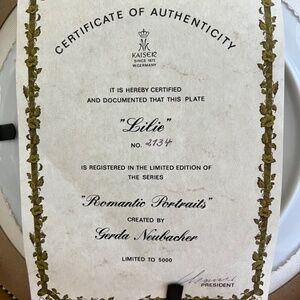 CERTIFICATE OF AUTHENTICITY
KAISER
SINCE 1872
W.GERMANY
IT IS HEREBY CERTIFIED
AND DOCUMENTED THAT THIS PLATE
"Lilie"
NO. 2134
IS REGISTERED IN THE LIMITED EDITION OF
THE SERIES
"Romantic Portraits"
CREATED BY
Gerda Neubacher
LIMITED TO 5000
PRESIDENT